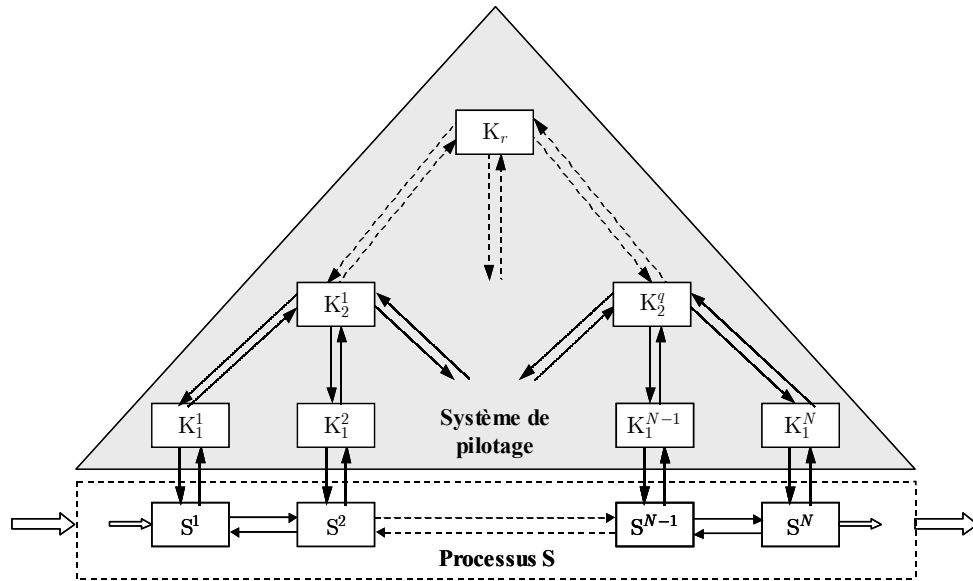 K_r
K_2^1
K_2^q
K_1^1
K_1^2
Système de
pilotage
K_1^{N-1}
K_1^N
S^1
S^2
S^{N-1}
S^N
Processus S